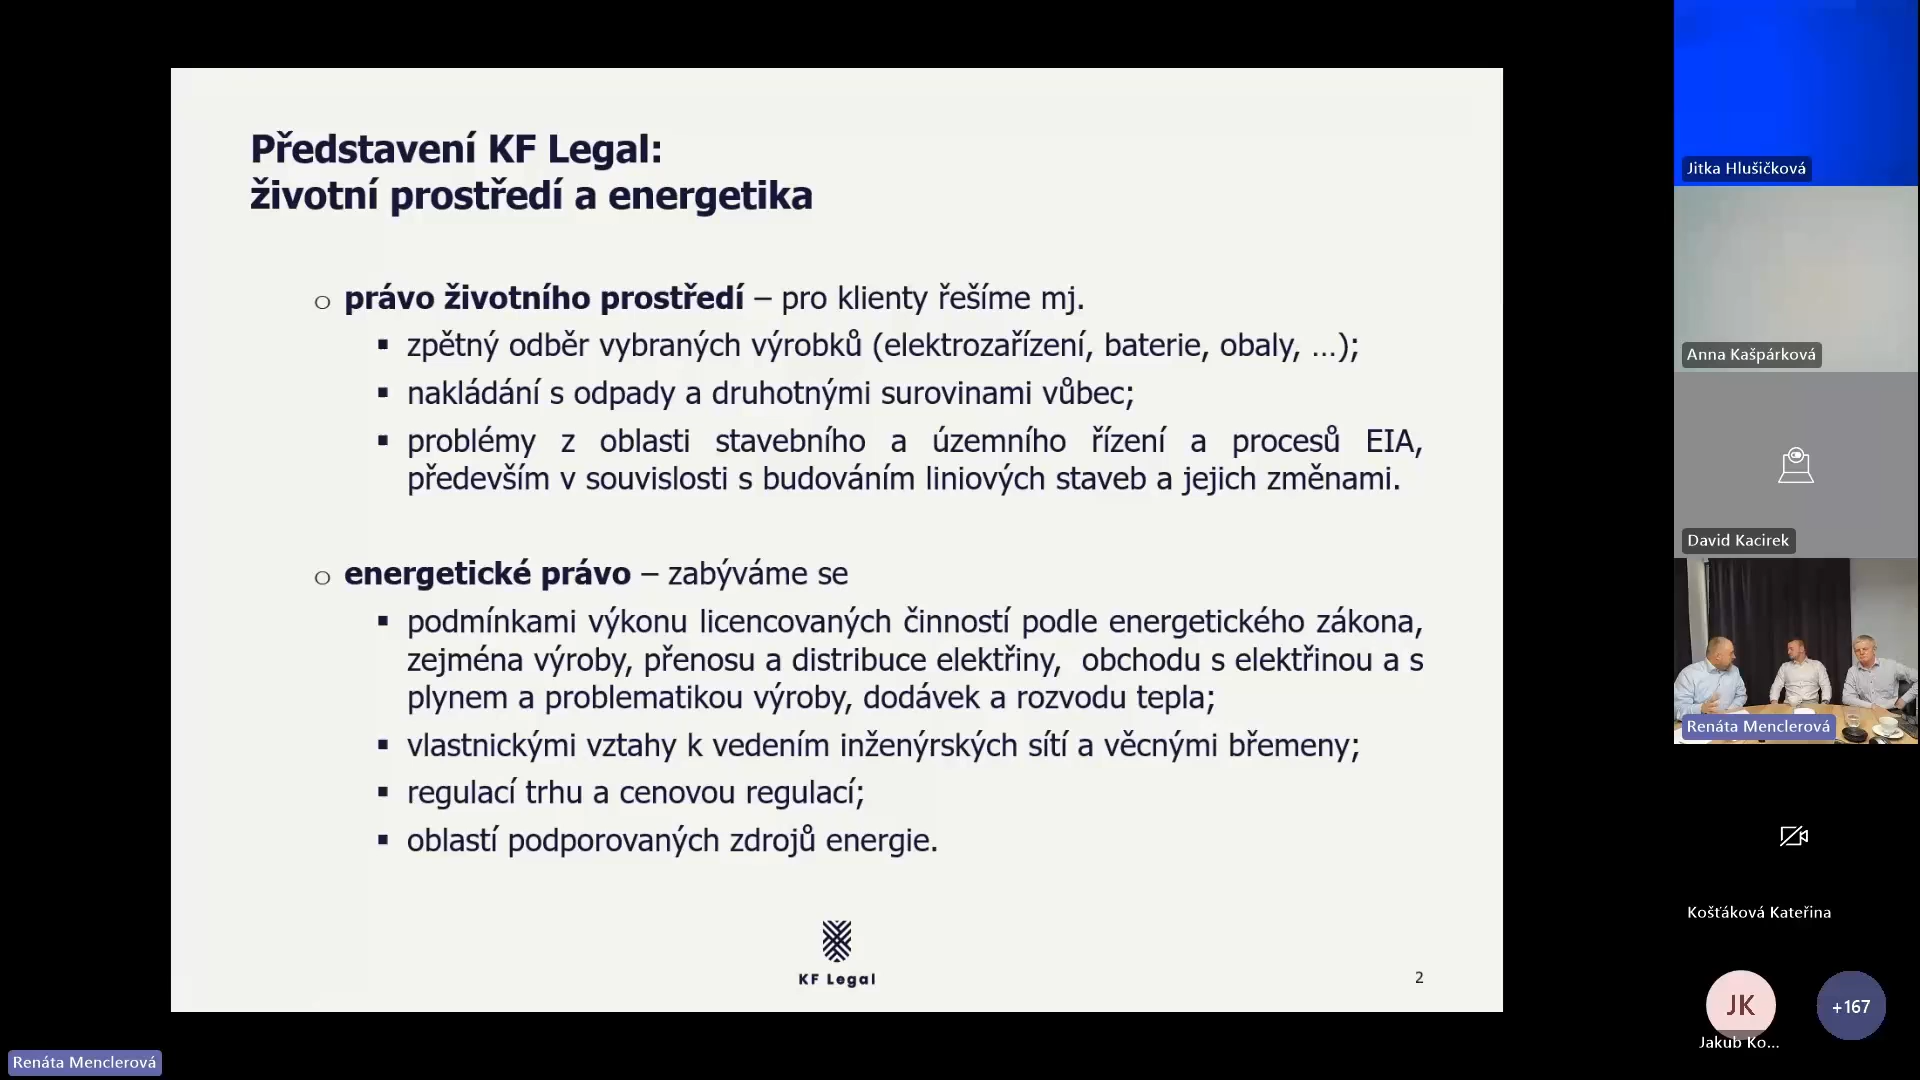 Představení KF Legal:
životní prostředí a energetika
o právo životního prostředí – pro klienty řešíme mj.
▪ zpětný odběr vybraných výrobků (elektrozařízení, baterie, obaly, ...);
▪ nakládání s odpady a druhotnými surovinami vůbec;
▪ problémy z oblasti stavebního a územního řízení a procesů EIA,
především v souvislosti s budováním liniových staveb a jejich změnami.
o energetické právo – zabýváme se
▪ podmínkami výkonu licencovaných činností podle energetického zákona,
zejména výroby, přenosu a distribuce elektřiny, obchodu s elektřinou a s
plynem a problematikou výroby, dodávek a rozvodu tepla;
▪ vlastnickými vztahy k vedením inženýrských sítí a věcnými břemeny;
▪ regulací trhu a cenovou regulací;
▪ oblastí podporovaných zdrojů energie.
KF Legal
2
Renáta Menclerová
Jitka Hlušičková
Anna Kašpárková
David Kacirek
Renáta Menclerová
Košťáková Kateřina
JK
Jakub Ko...
+167